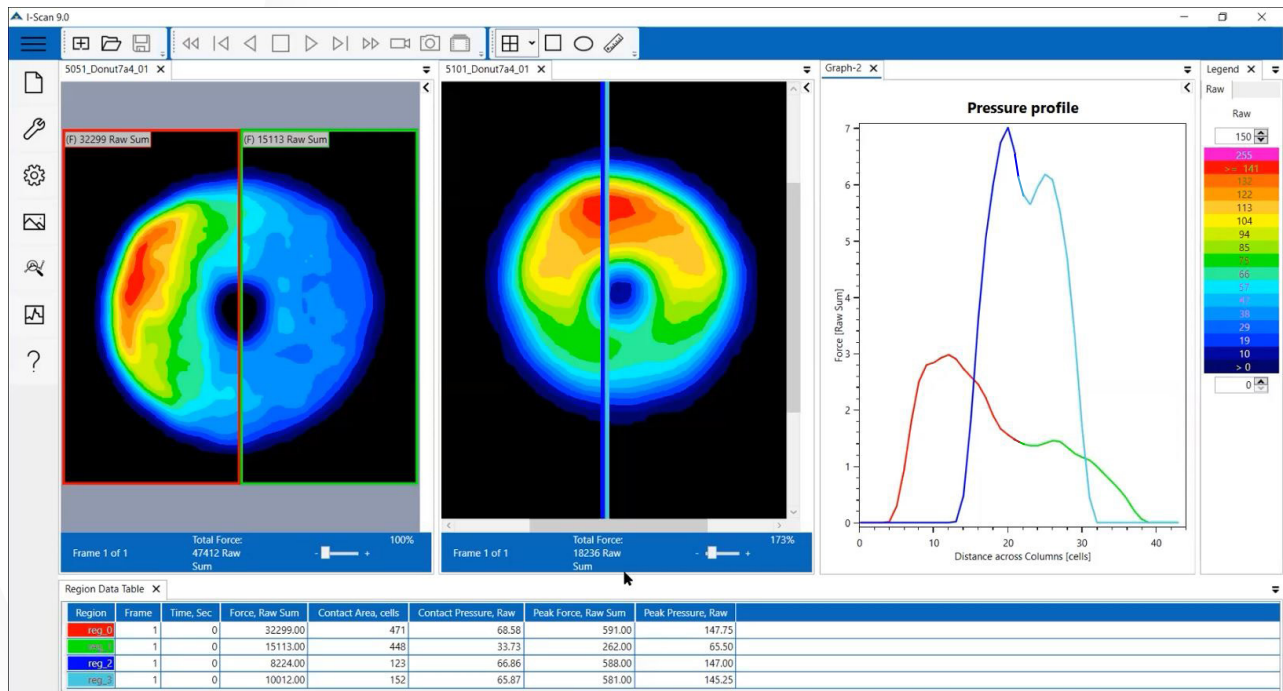 I-Scan 9.0
5051_Donut7a4_01
5101_Donut7a4_01
Graph-2
Legend
(F) 32299 Raw Sum
(F) 15113 Raw Sum
Frame 1 of 1
Total Force:
47412 Raw
Sum
100%
- +
Frame 1 of 1
Total Force:
18236 Raw
Sum
173%
- +
Pressure profile
Force [Raw Sum]
7
6
5
4
3
2
1
0
0 10 20 30 40
Distance across Columns [cells]
Raw
Raw
150
255
>= 141
132
122
113
104
94
85
75
66
57
47
38
29
19
10
> 0
0
Region Data Table
Region Frame Time, Sec Force, Raw Sum Contact Area, cells Contact Pressure, Raw Peak Force, Raw Sum Peak Pressure, Raw
reg_0 1 0 32299.00 471 68.58 591.00 147.75
reg_1 1 0 15113.00 448 33.73 262.00 65.50
reg_2 1 0 8224.00 123 66.86 588.00 147.00
reg_3 1 0 10012.00 152 65.87 581.00 145.25